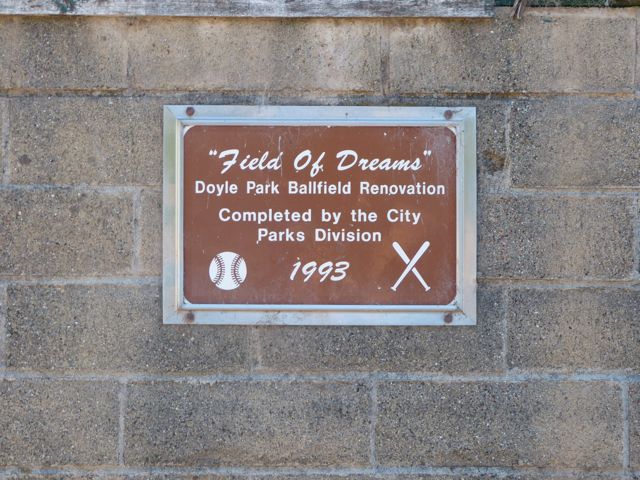 "Field Of Dreams"
Doyle Park Ballfield Renovation
Completed by the City
Parks Division
1993